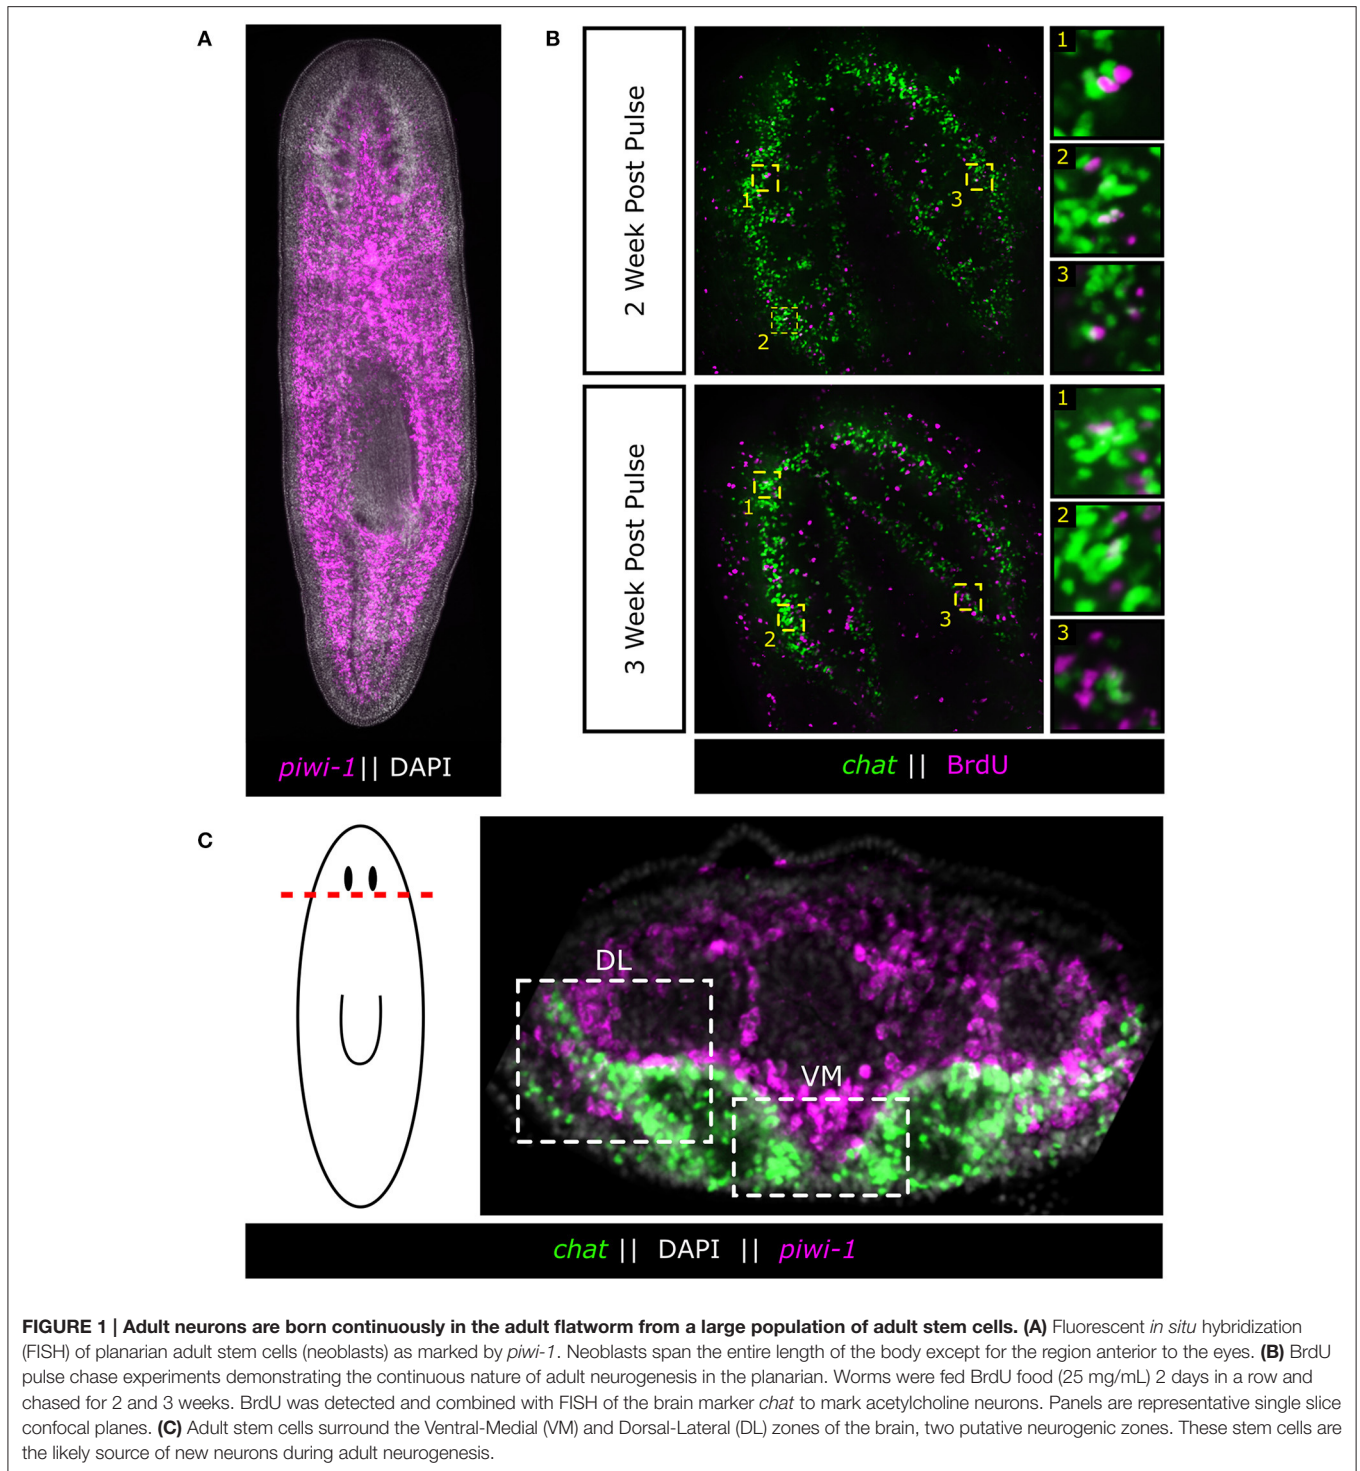 A
piwi-1 || DAPI
B
2 Week Post Pulse
1
2
3
1
2
3
3 Week Post Pulse
1
2
3
1
2
3
chat || BrdU
C
DL
VM
chat || DAPI || piwi-1
FIGURE 1 | Adult neurons are born continuously in the adult flatworm from a large population of adult stem cells. (A) Fluorescent in situ hybridization
(FISH) of planarian adult stem cells (neoblasts) as marked by piwi-1. Neoblasts span the entire length of the body except for the region anterior to the eyes. (B) BrdU
pulse chase experiments demonstrating the continuous nature of adult neurogenesis in the planarian. Worms were fed BrdU food (25 mg/mL) 2 days in a row and
chased for 2 and 3 weeks. BrdU was detected and combined with FISH of the brain marker chat to mark acetylcholine neurons. Panels are representative single slice
confocal planes. (C) Adult stem cells surround the Ventral-Medial (VM) and Dorsal-Lateral (DL) zones of the brain, two putative neurogenic zones. These stem cells are
the likely source of new neurons during adult neurogenesis.